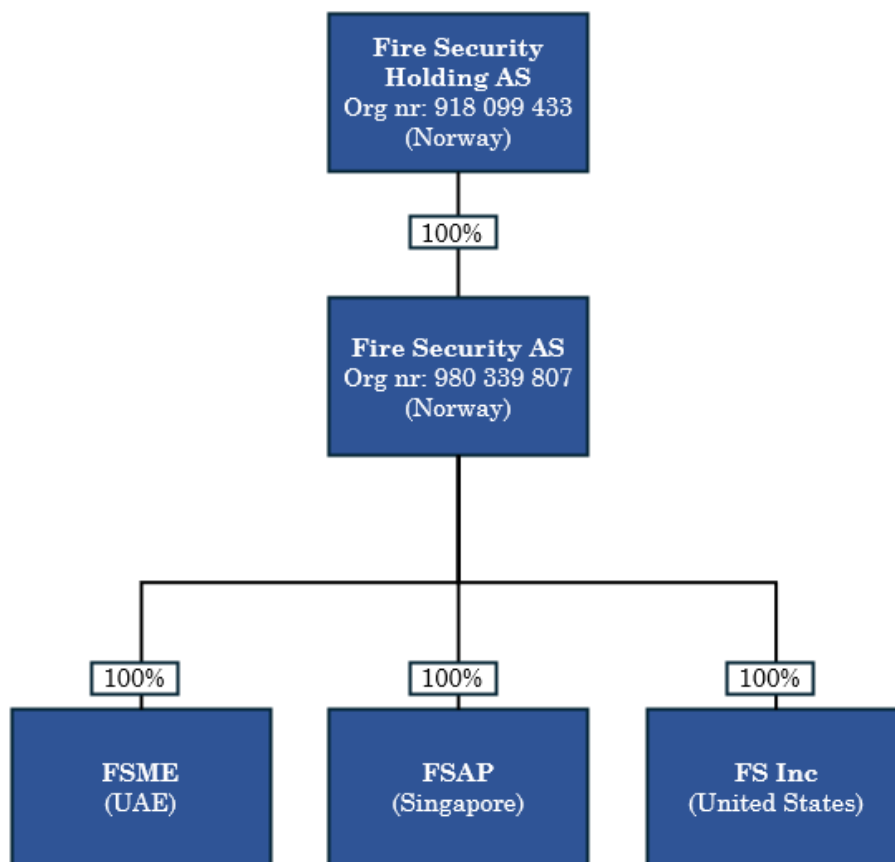 Fire Security
Holding AS
Org nr: 918 099 433
(Norway)
100%
Fire Security AS
Org nr: 980 339 807
(Norway)
100%
100%
100%
FSME
(UAE)
FSAP
(Singapore)
FS Inc
(United States)